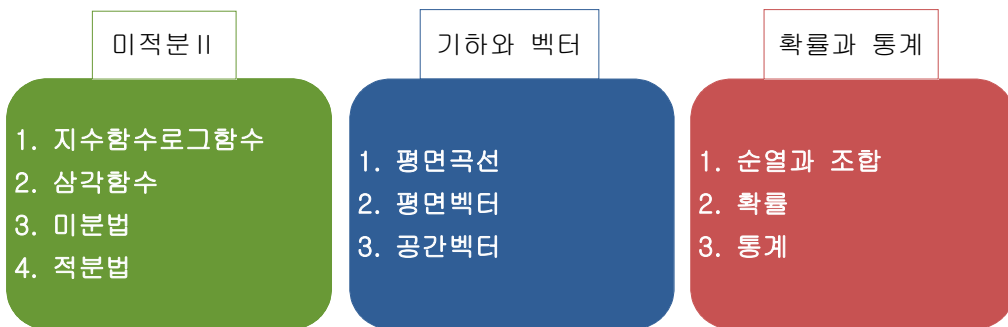 미적분Ⅱ
1. 지수함수로그함수
2. 삼각함수
3. 미분법
4. 적분법
기하와 벡터
1. 평면곡선
2. 평면벡터
3. 공간벡터
확률과 통계
1. 순열과 조합
2. 확률
3. 통계